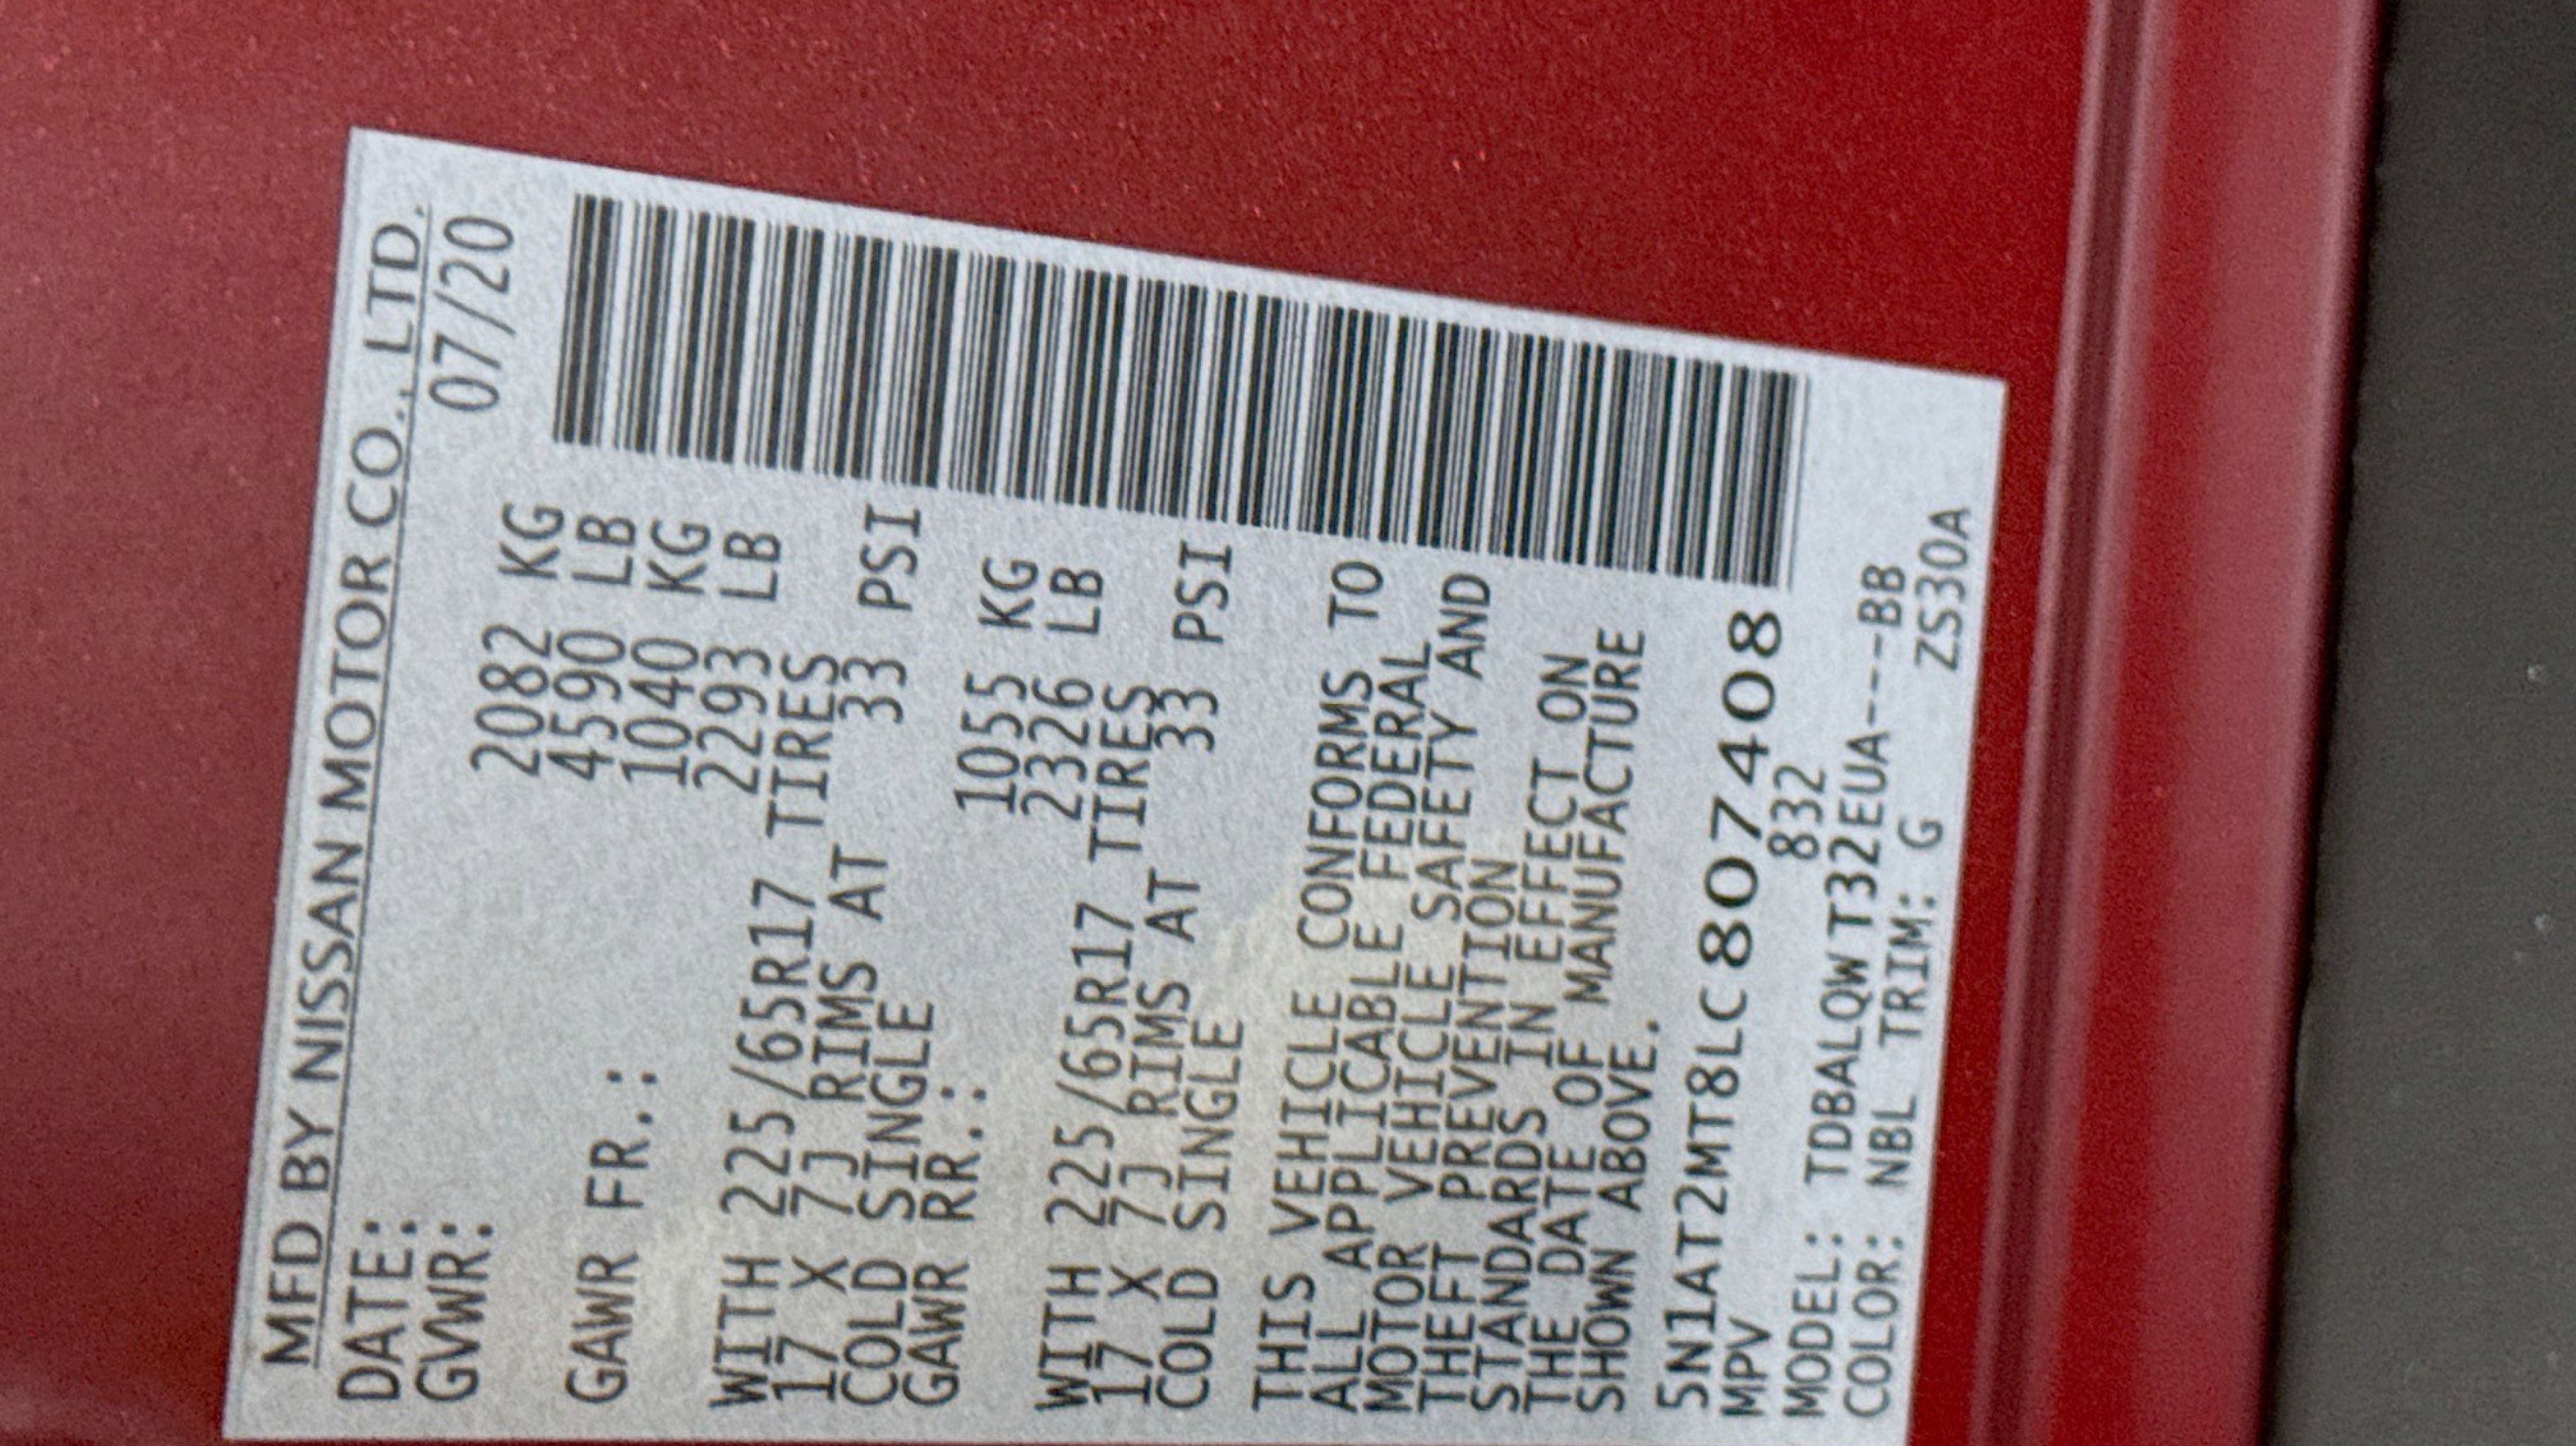 MFD BY NISSAN MOTOR CO., LTD.
DATE: 07/20
GVWR: 2082 KG
4590 LB
GAWR FR.: 1040 KG
2293 LB
WITH 225/65R17 TIRES
17 X 7J RIMS AT 33 PSI
COLD SINGLE
GAWR RR.: 1055 KG
2326 LB
WITH 225/65R17 TIRES
17 X 7J RIMS AT 33 PSI
COLD SINGLE
THIS VEHICLE CONFORMS TO
ALL APPLICABLE FEDERAL
MOTOR VEHICLE SAFETY AND
THEFT PREVENTION
STANDARDS IN EFFECT ON
THE DATE OF MANUFACTURE
SHOWN ABOVE.
5N1AT2MT8LC807408
MPV 832
MODEL: TDBALQWT32EUA---BB
COLOR: NBL TRIM: G ZS30A